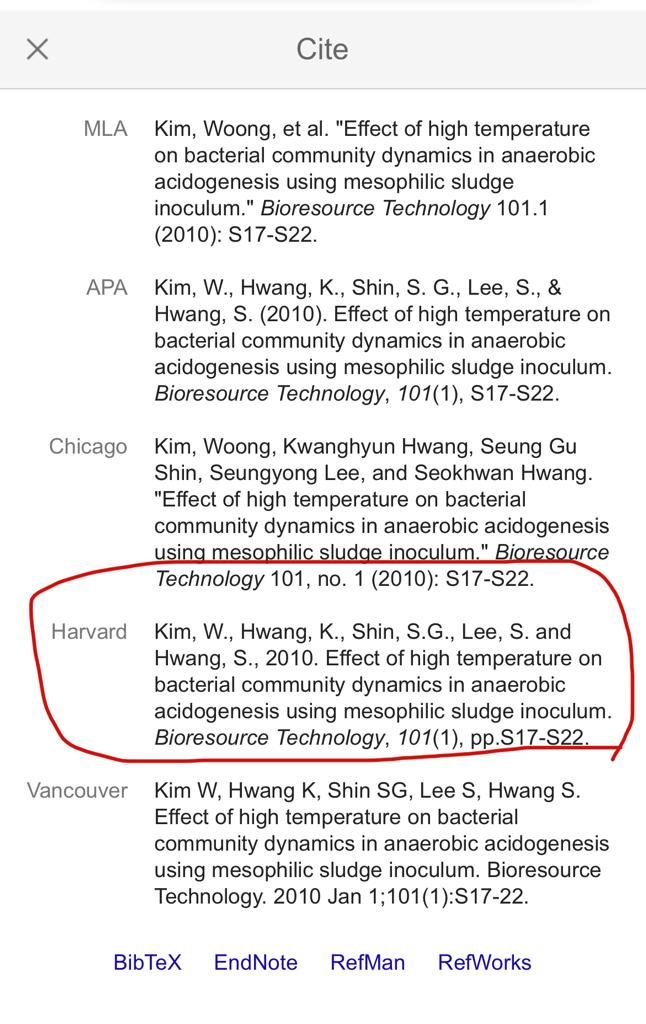 Cite
MLA
Kim, Woong, et al. "Effect of high temperature
on bacterial community dynamics in anaerobic
acidogenesis using mesophilic sludge
inoculum." Bioresource Technology 101.1
(2010): S17-S22.
APA
Kim, W., Hwang, K., Shin, S. G., Lee, S., &
Hwang, S. (2010). Effect of high temperature on
bacterial community dynamics in anaerobic
acidogenesis using mesophilic sludge inoculum.
Bioresource Technology, 101(1), S17-S22.
Chicago
Kim, Woong, Kwanghyun Hwang, Seung Gu
Shin, Seungyong Lee, and Seokhwan Hwang.
"Effect of high temperature on bacterial
community dynamics in anaerobic acidogenesis
using mesophilic sludge inoculum." Bioresource
Technology 101, no. 1 (2010): S17-S22.
Harvard
Kim, W., Hwang, K., Shin, S.G., Lee, S. and
Hwang, S., 2010. Effect of high temperature on
bacterial community dynamics in anaerobic
acidogenesis using mesophilic sludge inoculum.
Bioresource Technology, 101(1), pp.S17-S22.
Vancouver
Kim W, Hwang K, Shin SG, Lee S, Hwang S.
Effect of high temperature on bacterial
community dynamics in anaerobic acidogenesis
using mesophilic sludge inoculum. Bioresource
Technology. 2010 Jan 1;101(1):S17-22.
BibTeX EndNote RefMan RefWorks